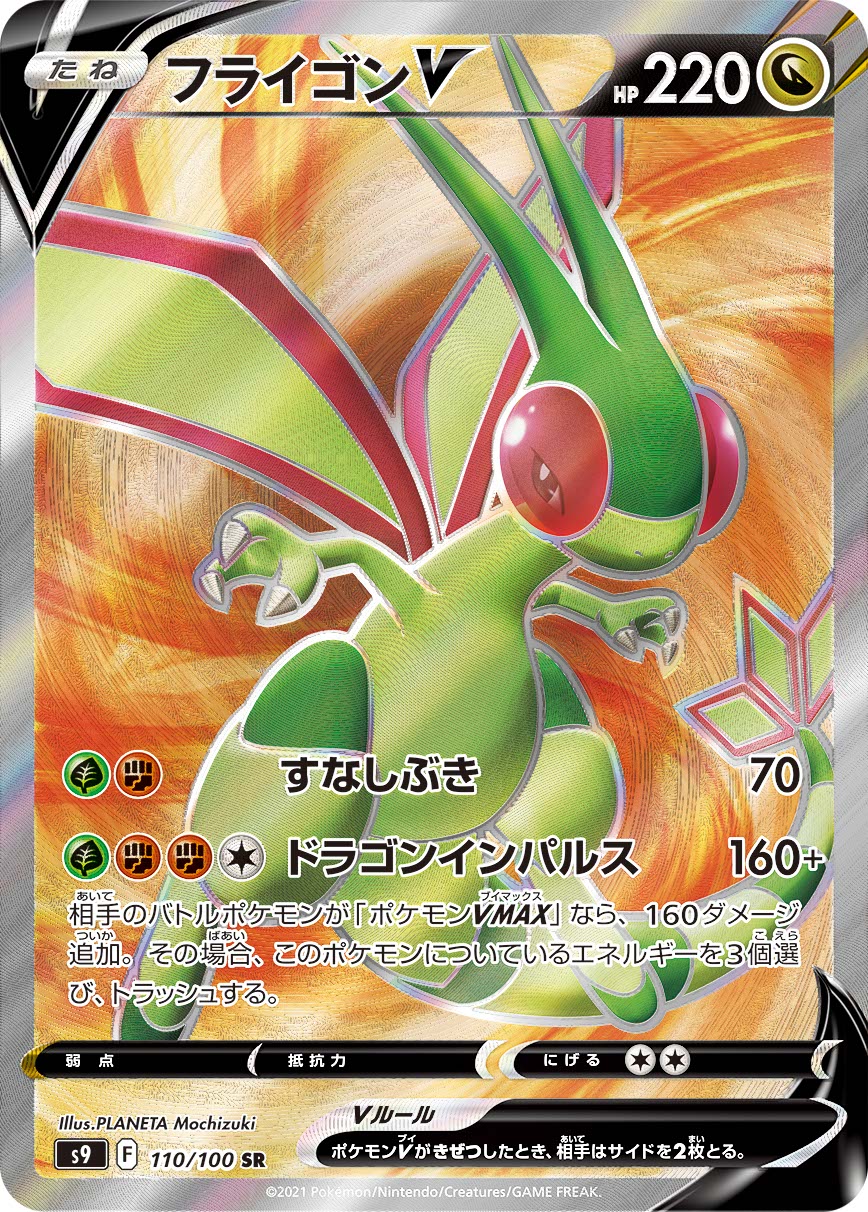 たね フライゴンV HP 220
すなしぶき 70
ドラゴンインパルス 160+
相手のバトルポケモンが「ポケモンVMAX」なら、160ダメージ
追加。その場合、このポケモンについているエネルギーを3個選
び、トラッシュする。
弱点 抵抗力 にげる
Illus.PLANETA Mochizuki
Vルール
ポケモンVがきぜつしたとき、相手はサイドを2枚とる。
s9 F 110/100 SR
©2021 Pokémon/Nintendo/Creatures/GAME FREAK.